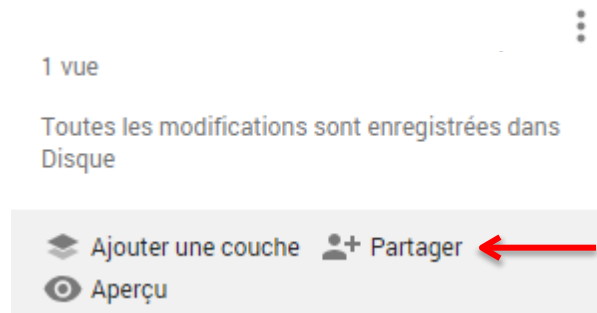 1 vue
Toutes les modifications sont enregistrées dans
Disque
Ajouter une couche Partager
Aperçu